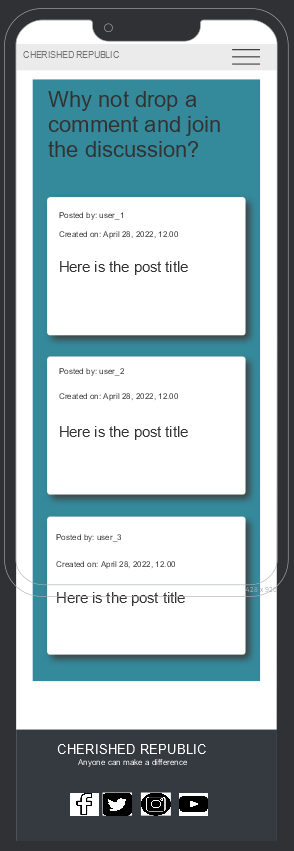 CHERISHED REPUBLIC
Why not drop a
comment and join
the discussion?
Posted by: user_1
Created on: April 28, 2022, 12.00
Here is the post title
Posted by: user_2
Created on: April 28, 2022, 12.00
Here is the post title
Posted by: user_3
Created on: April 28, 2022, 12.00
Here is the post title
CHERISHED REPUBLIC
Anyone can make a difference